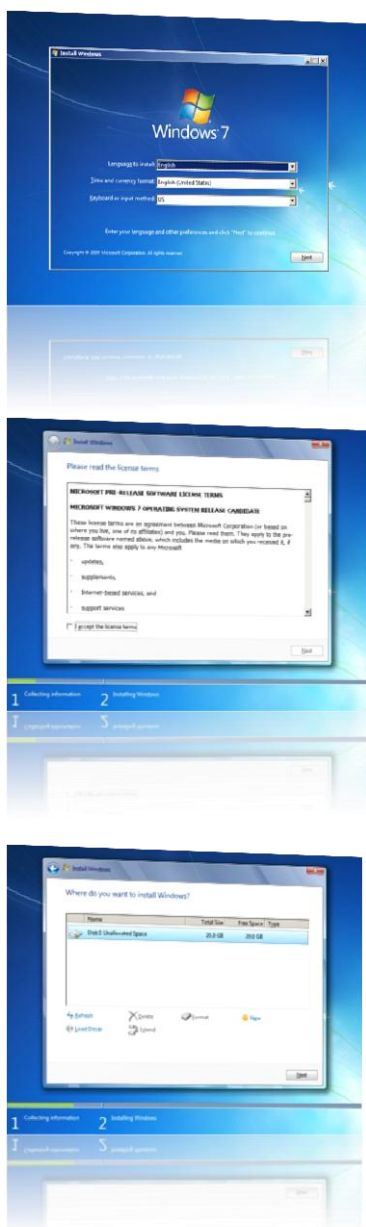 Install Windows
Windows 7
Language to install: English
Time and currency format: English (United States)
Keyboard or input method: US
Enter your language and other preferences and click "Next" to continue.
Copyright © 2009 Microsoft Corporation. All rights reserved.
Next
Install Windows
Please read the license terms
MICROSOFT PRE-RELEASE SOFTWARE LICENSE TERMS
MICROSOFT WINDOWS 7 OPERATING SYSTEM RELEASE CANDIDATE
These license terms are an agreement between Microsoft Corporation (or based on
where you live, one of its affiliates) and you. Please read them. They apply to the pre-
release software named above, which includes the media on which you received it, if
any. The terms also apply to any Microsoft
· updates,
· supplements,
· Internet-based services, and
· support services
I accept the license terms
Next
1 Collecting information 2 Installing Windows
Install Windows
Where do you want to install Windows?
Name Total Size Free Space Type
Disk 0 Unallocated Space 20.0 GB 20.0 GB
Refresh Delete Format New
Load Driver Extend
Next
1 Collecting information 2 Installing Windows